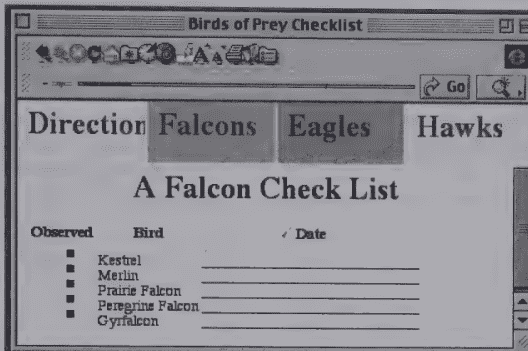 Birds of Prey Checklist
Go
Direction Falcons Eagles Hawks
A Falcon Check List
Observed Bird Date
Kestrel
Merlin
Prairie Falcon
Peregrine Falcon
Gyrfalcon